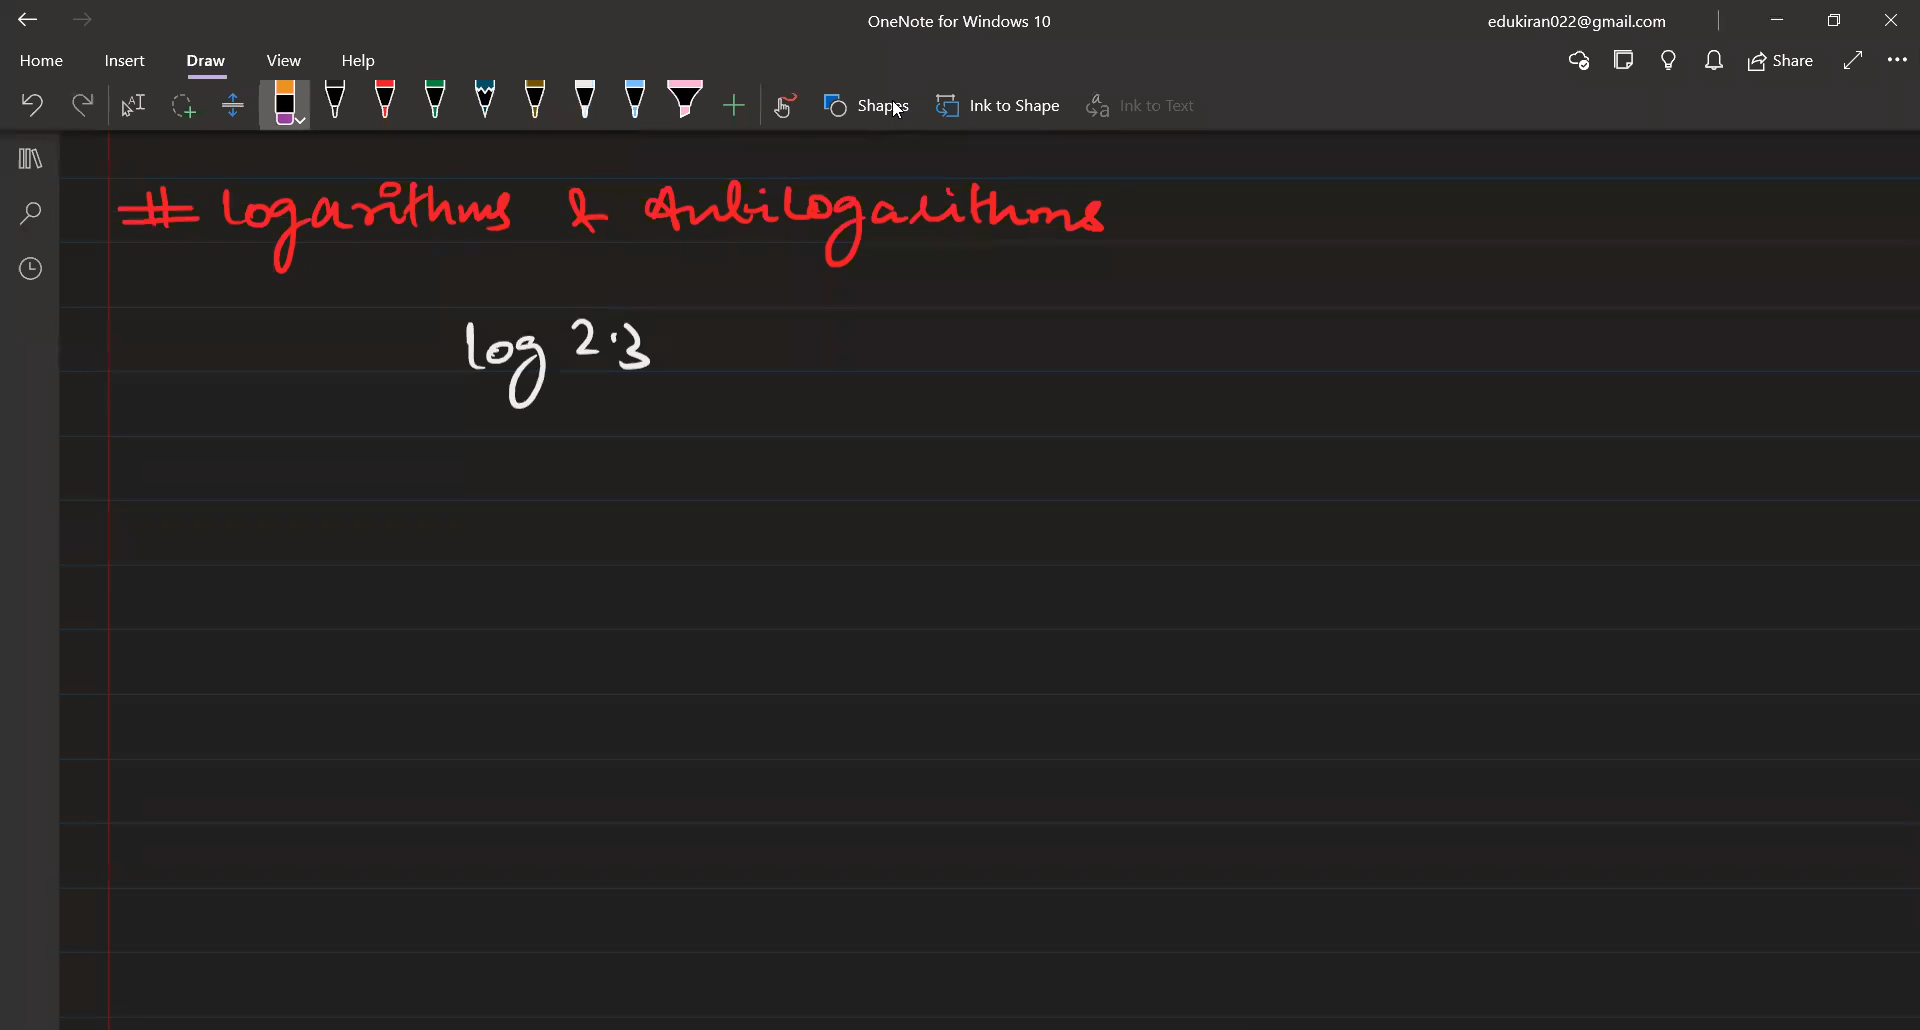 OneNote for Windows 10
edukiran022@gmail.com
Home Insert Draw View Help
Share
Shapes Ink to Shape Ink to Text
# Logarithms & Antilogarithms
log 2.3